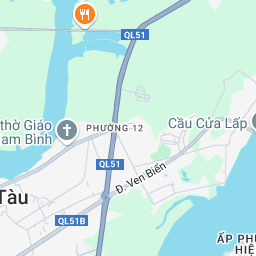 QL51
thờ Giáo
am Bình
PHƯỜNG 12
Cầu Cửa Lấp
QL51
Đ. Ven Biển
Tàu
QL51B
ẤP PH
HIỆ